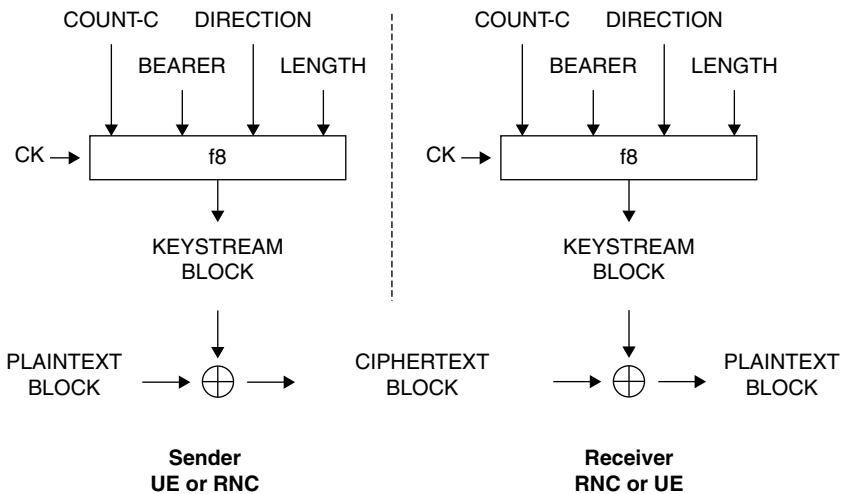 COUNT-C DIRECTION
BEARER LENGTH
CK f8
KEYSTREAM
BLOCK
PLAINTEXT
BLOCK
Sender
UE or RNC
CIPHERTEXT
BLOCK
COUNT-C DIRECTION
BEARER LENGTH
CK f8
KEYSTREAM
BLOCK
PLAINTEXT
BLOCK
Receiver
RNC or UE